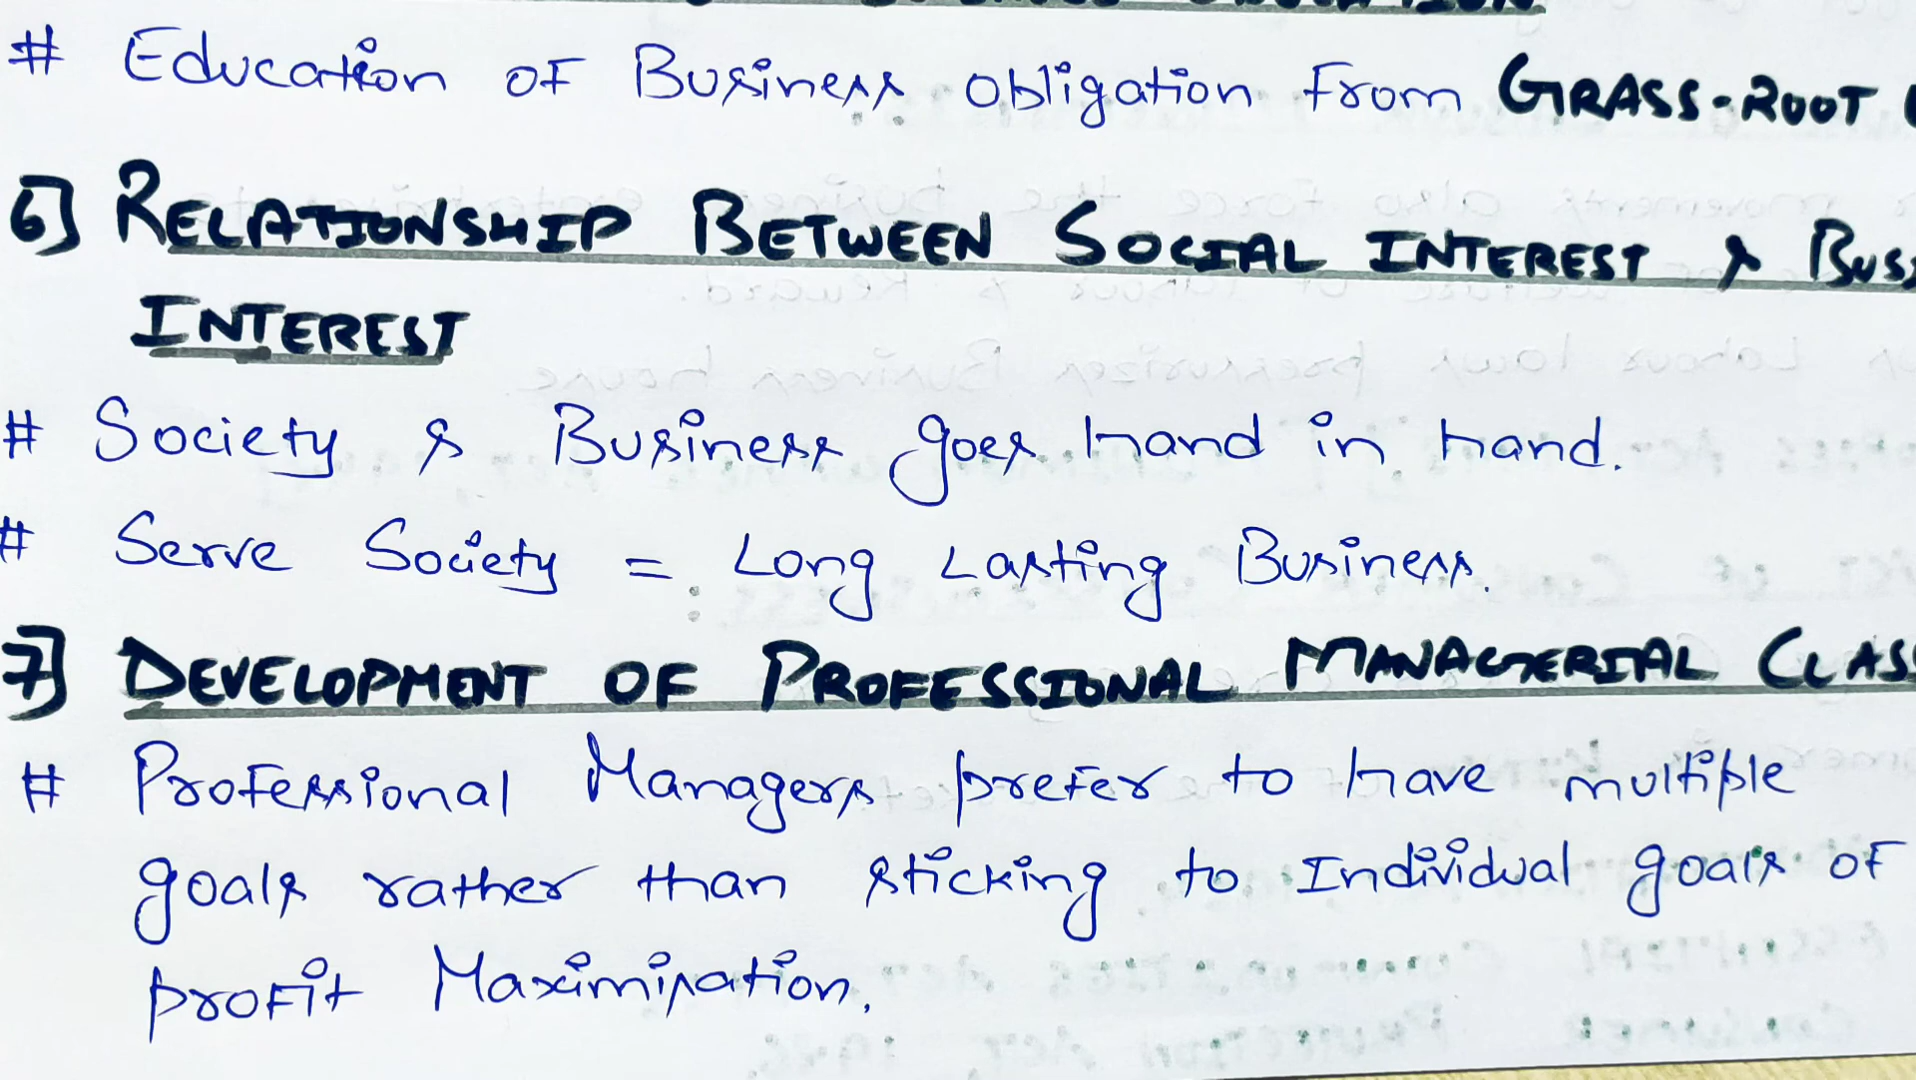 # Education OF Business obligation From GRASS-ROOT
6] RELATIONSHIP BETWEEN SOCIAL INTEREST &
INTEREST
# Society & Business goes hand in hand.
# Serve Society = Long Lasting Business.
7] DEVELOPMENT OF PROFESSIONAL MANAGERIAL CLASS
# Professional Managers prefer to have multiple
goals rather than sticking to Individual goals OF
profit Maximisation.